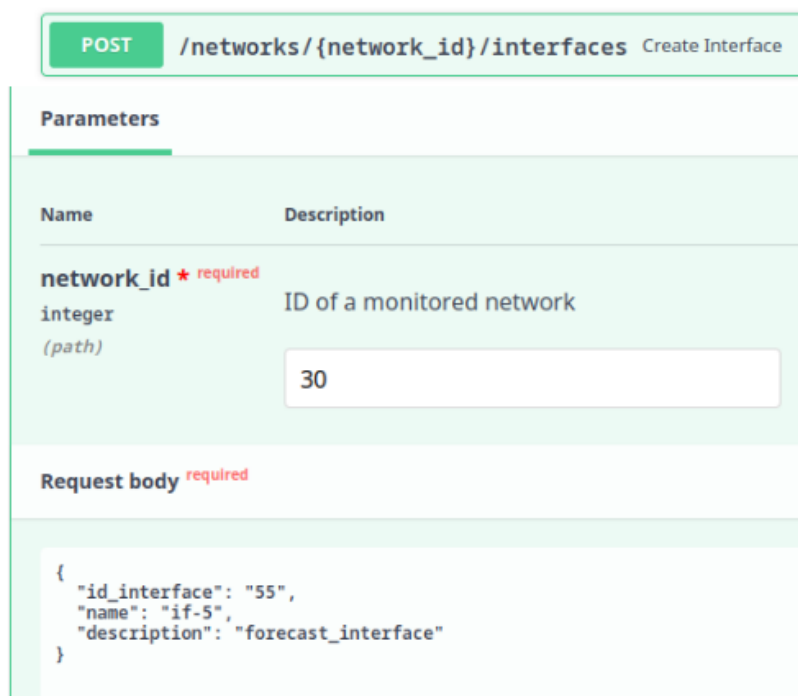 POST /networks/{network_id}/interfaces Create Interface
Parameters
Name Description
network_id * required
integer
(path)
ID of a monitored network
30
Request body required
{
"id_interface": "55",
"name": "if-5",
"description": "forecast_interface"
}